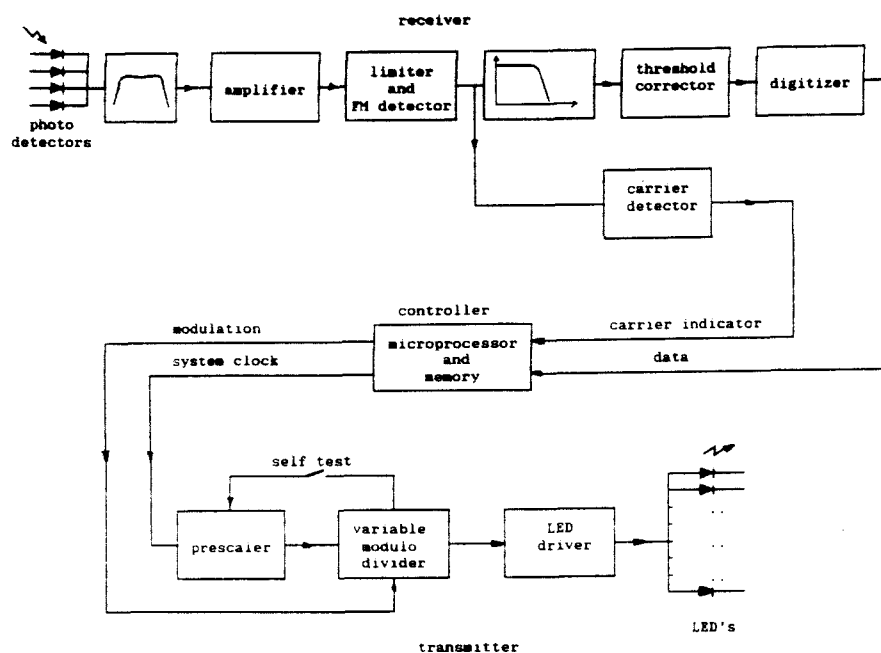 receiver
photo
detectors
amplifier
limiter
and
FM detector
threshold
corrector
digitizer
carrier
detector
controller
modulation
microprocessor
and
memory
carrier indicator
system clock
data
self test
prescaler
variable
modulo
divider
LED
driver
LED's
transmitter